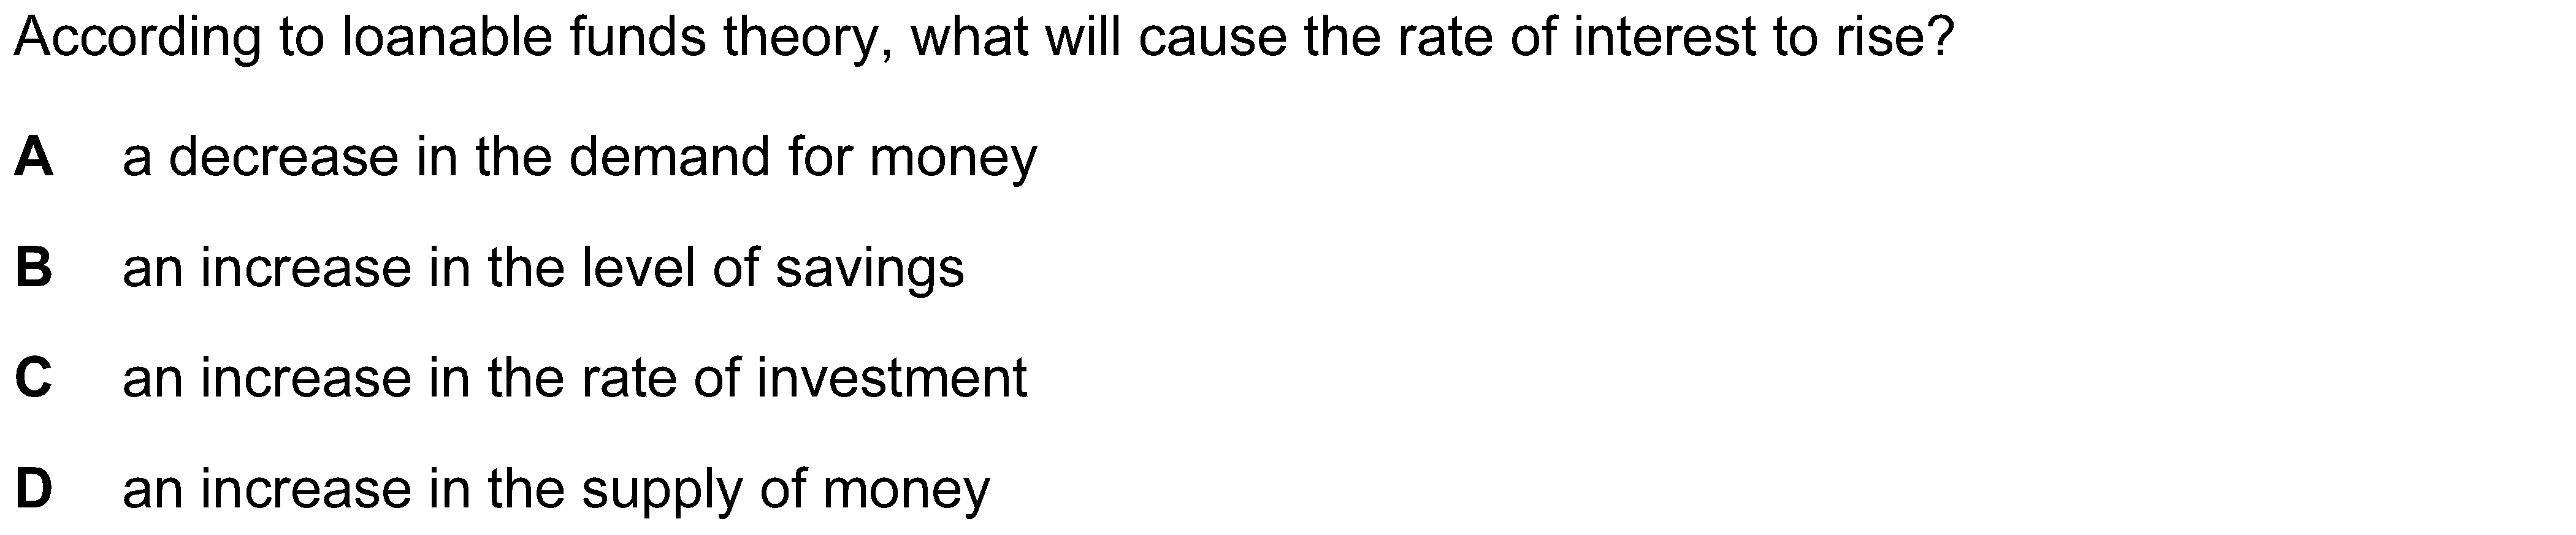 According to loanable funds theory, what will cause the rate of interest to rise?
A a decrease in the demand for money
B an increase in the level of savings
C an increase in the rate of investment
D an increase in the supply of money